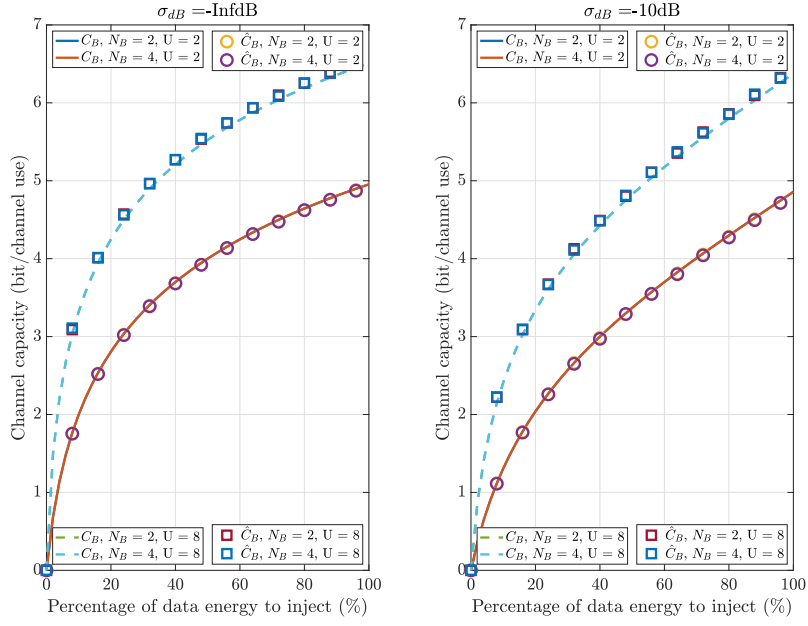 σ_dB =-InfdB
C_B, N_B = 2, U = 2
C_B, N_B = 4, U = 2
Ĉ_B, N_B = 2, U = 2
Ĉ_B, N_B = 4, U = 2
7
6
5
4
3
2
1
0
Channel capacity (bit/channel use)
C_B, N_B = 2, U = 8
C_B, N_B = 4, U = 8
Ĉ_B, N_B = 2, U = 8
Ĉ_B, N_B = 4, U = 8
0 20 40 60 80 100
Percentage of data energy to inject (%)
σ_dB =-10dB
C_B, N_B = 2, U = 2
C_B, N_B = 4, U = 2
Ĉ_B, N_B = 2, U = 2
Ĉ_B, N_B = 4, U = 2
7
6
5
4
3
2
1
0
Channel capacity (bit/channel use)
C_B, N_B = 2, U = 8
C_B, N_B = 4, U = 8
Ĉ_B, N_B = 2, U = 8
Ĉ_B, N_B = 4, U = 8
0 20 40 60 80 100
Percentage of data energy to inject (%)